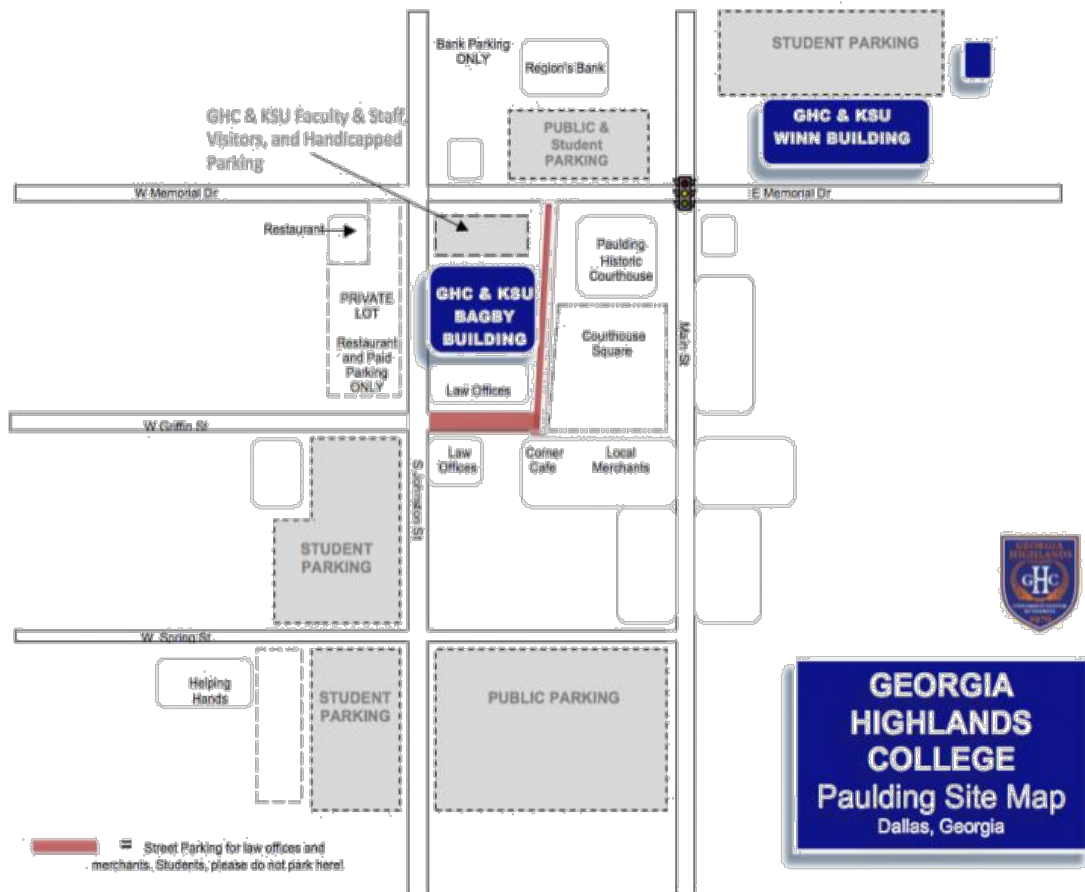 Bank Parking
ONLY
Region's Bank
STUDENT PARKING
GHC & KSU
WINN BUILDING
GHC & KSU Faculty & Staff,
Visitors, and Handicapped
Parking
PUBLIC &
Student
PARKING
W Memorial Dr
E Memorial Dr
Restaurant
Paulding
Historic
Courthouse
PRIVATE
LOT
Restaurant
and Paid
Parking
ONLY
GHC & KSU
BAGBY
BUILDING
Courthouse
Square
Main St
Law Offices
W Griffin St
Law
Offices
Corner
Cafe
Local
Merchants
S Johnston St
STUDENT
PARKING
GEORGIA
HIGHLANDS
GHC
1970
W. Spring St
Helping
Hands
STUDENT
PARKING
PUBLIC PARKING
GEORGIA
HIGHLANDS
COLLEGE
Paulding Site Map
Dallas, Georgia
= Street Parking for law offices and
merchants. Students, please do not park here!